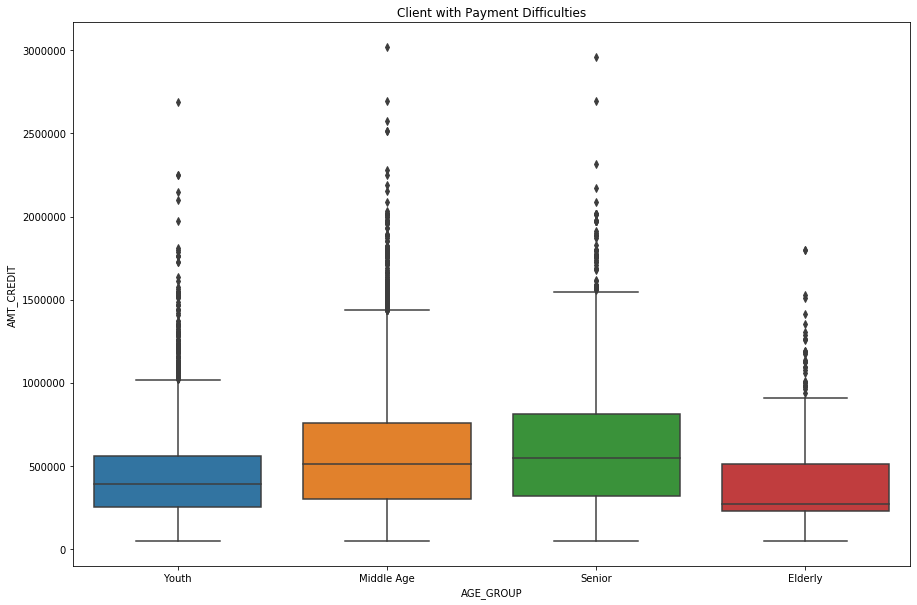 Client with Payment Difficulties
AMT_CREDIT
3000000
2500000
2000000
1500000
1000000
500000
0
Youth
Middle Age
Senior
Elderly
AGE_GROUP